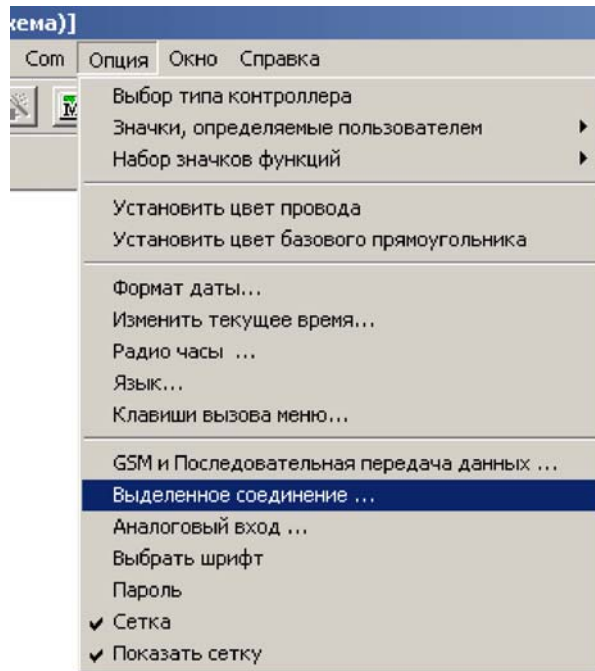 хема)]
Com Опция Окно Справка
Выбор типа контроллера
Значки, определяемые пользователем
Набор значков функций
Установить цвет провода
Установить цвет базового прямоугольника
Формат даты...
Изменить текущее время...
Радио часы ...
Язык...
Клавиши вызова меню...
GSM и Последовательная передача данных ...
Выделенное соединение ...
Аналоговый вход ...
Выбрать шрифт
Пароль
Сетка
Показать сетку